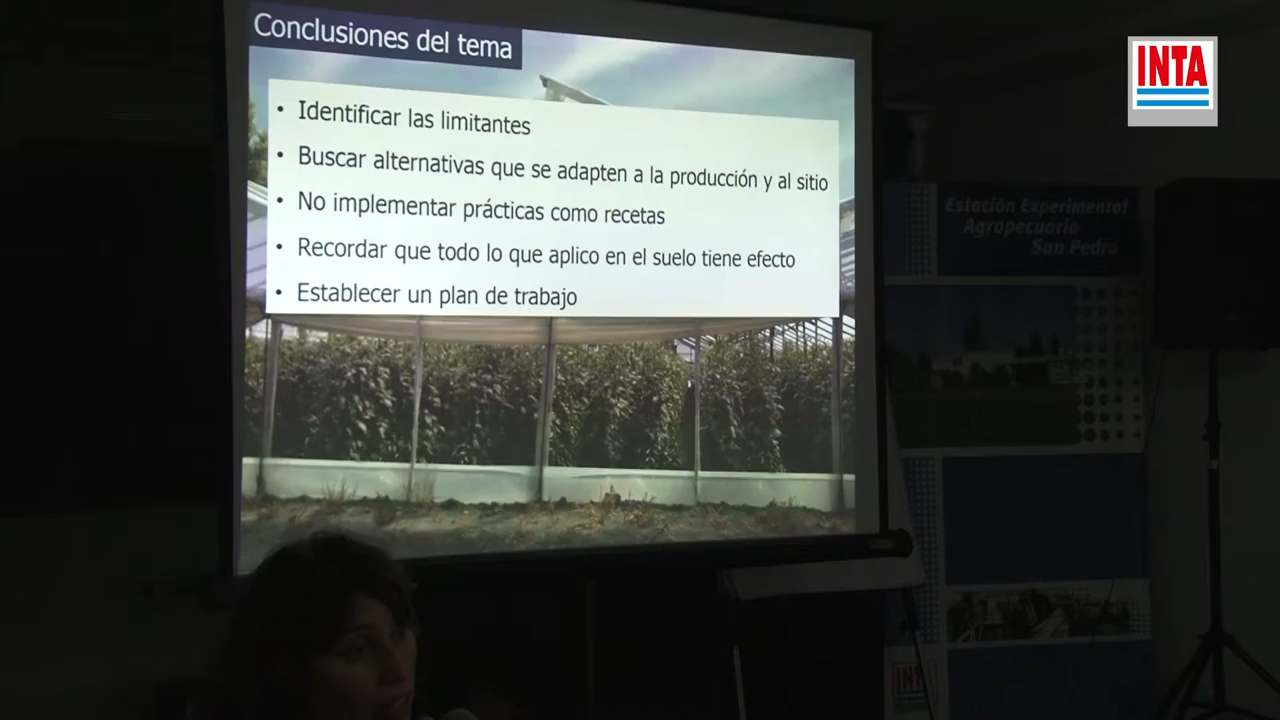 Conclusiones del tema
• Identificar las limitantes
• Buscar alternativas que se adapten a la producción y al sitio
• No implementar prácticas como recetas
• Recordar que todo lo que aplico en el suelo tiene efecto
• Establecer un plan de trabajo
INTA
Estación Experimental
Agropecuaria
San Pedro
INTA